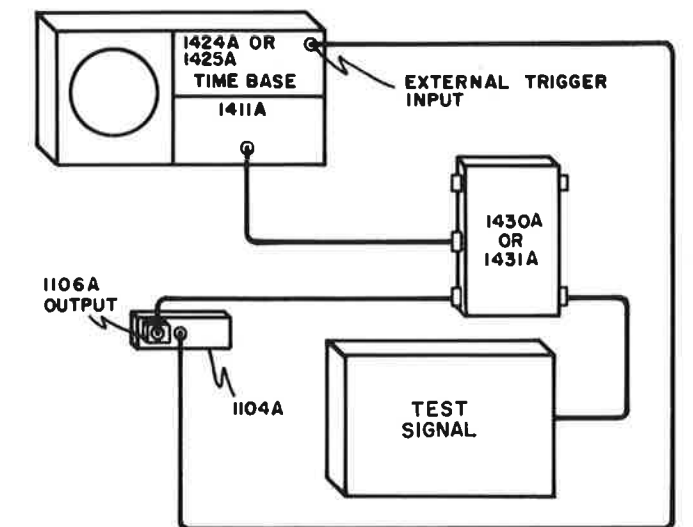 1424A OR
1425A
TIME BASE
1411A
EXTERNAL TRIGGER
INPUT
1430A
OR
1431A
1106A
OUTPUT
1104A
TEST
SIGNAL